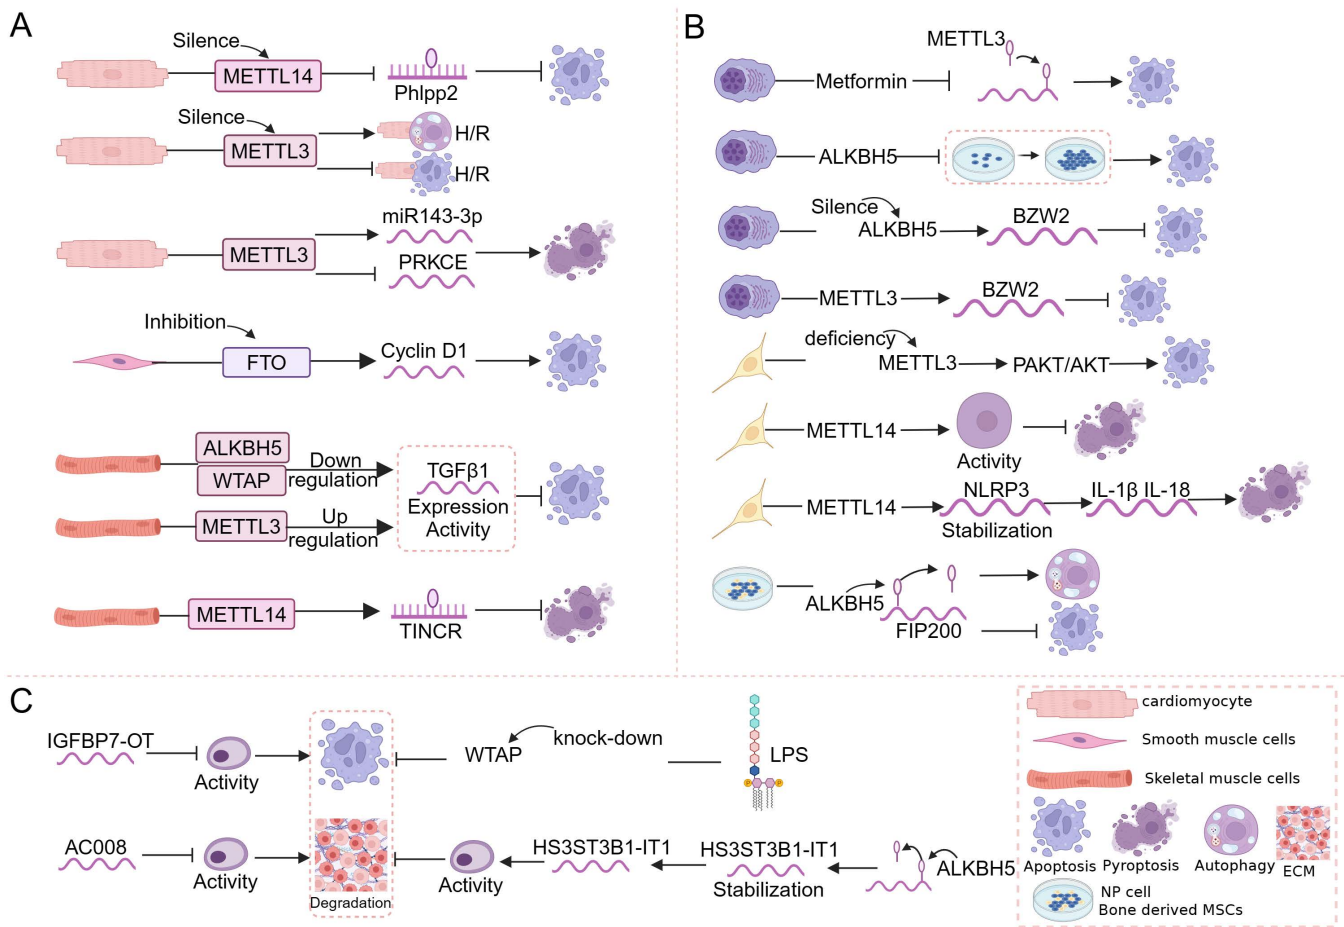 A
Silence
METTL14
Phlpp2
Silence
METTL3
H/R
H/R
miR143-3p
METTL3
PRKCE
Inhibition
FTO
Cyclin D1
ALKBH5
WTAP
Down
regulation
METTL3
Up
regulation
TGFβ1
Expression
Activity
METTL14
TINCR
B
METTL3
Metformin
ALKBH5
Silence
ALKBH5
BZW2
METTL3
BZW2
deficiency
METTL3
PAKT/AKT
METTL14
Activity
METTL14
NLRP3
Stabilization
IL-1β IL-18
ALKBH5
FIP200
C
IGFBP7-OT
Activity
WTAP
knock-down
LPS
P
P
AC008
Activity
Degradation
Activity
HS3ST3B1-IT1
HS3ST3B1-IT1
Stabilization
ALKBH5
cardiomyocyte
Smooth muscle cells
Skeletal muscle cells
Apoptosis
Pyroptosis
Autophagy
ECM
NP cell
Bone derived MSCs